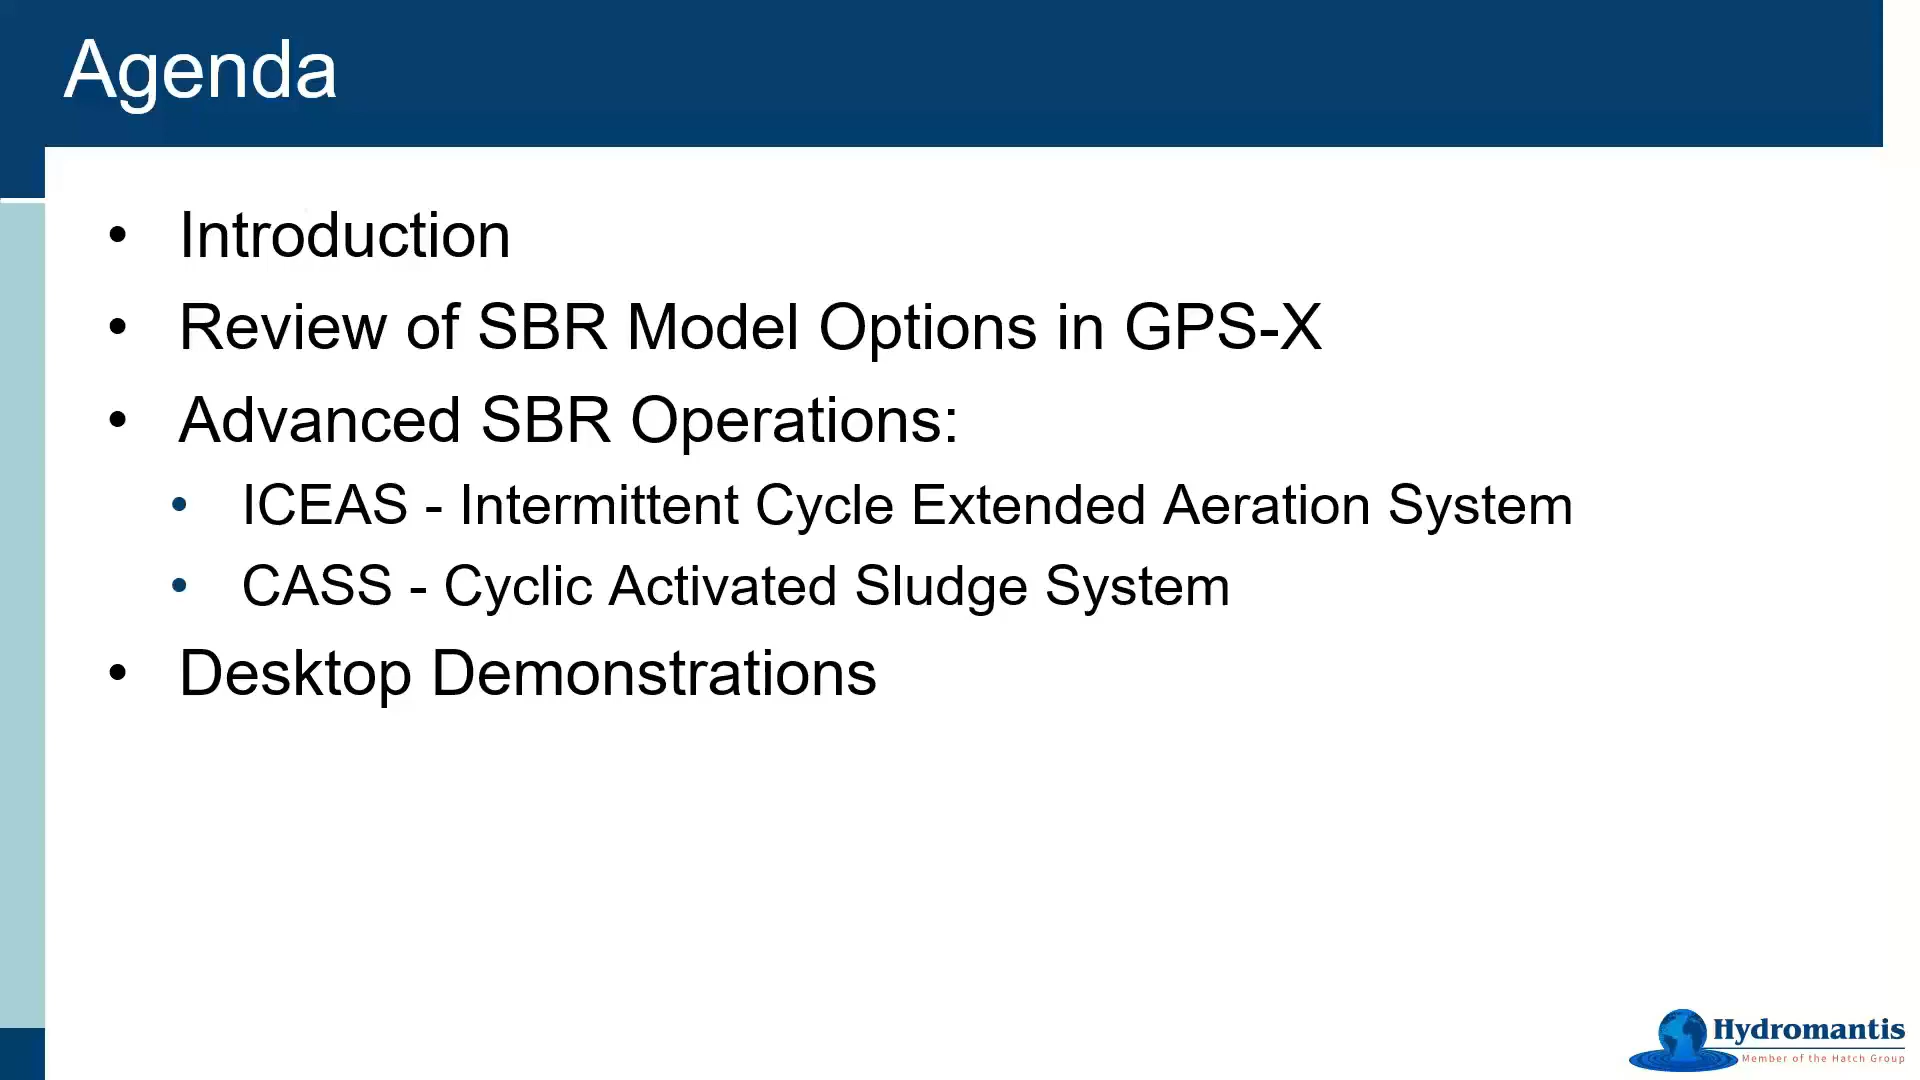 Agenda
• Introduction
• Review of SBR Model Options in GPS-X
• Advanced SBR Operations:
• ICEAS - Intermittent Cycle Extended Aeration System
• CASS - Cyclic Activated Sludge System
• Desktop Demonstrations
Hydromantis
Member of the Hatch Group